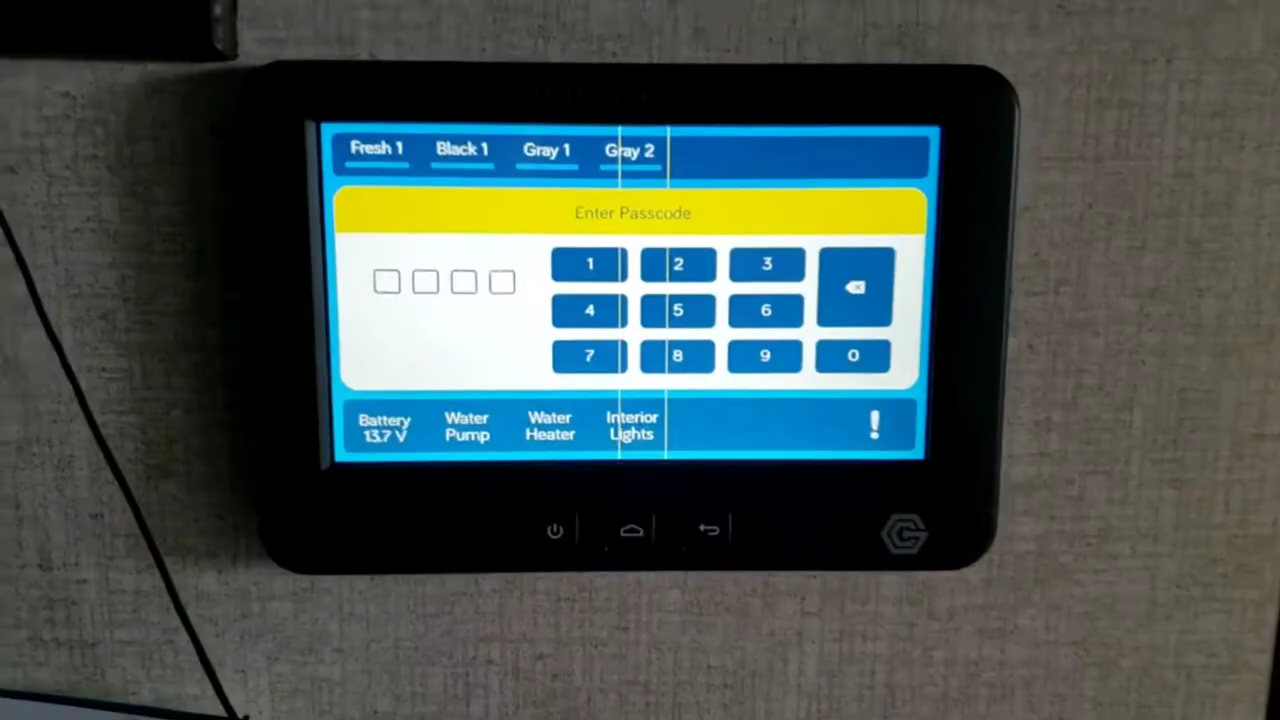 Fresh 1 Black 1 Gray 1 Gray 2
Enter Passcode
1 2 3
4 5 6
7 8 9 0
Battery 13.7 V
Water Pump
Water Heater
Interior Lights
!